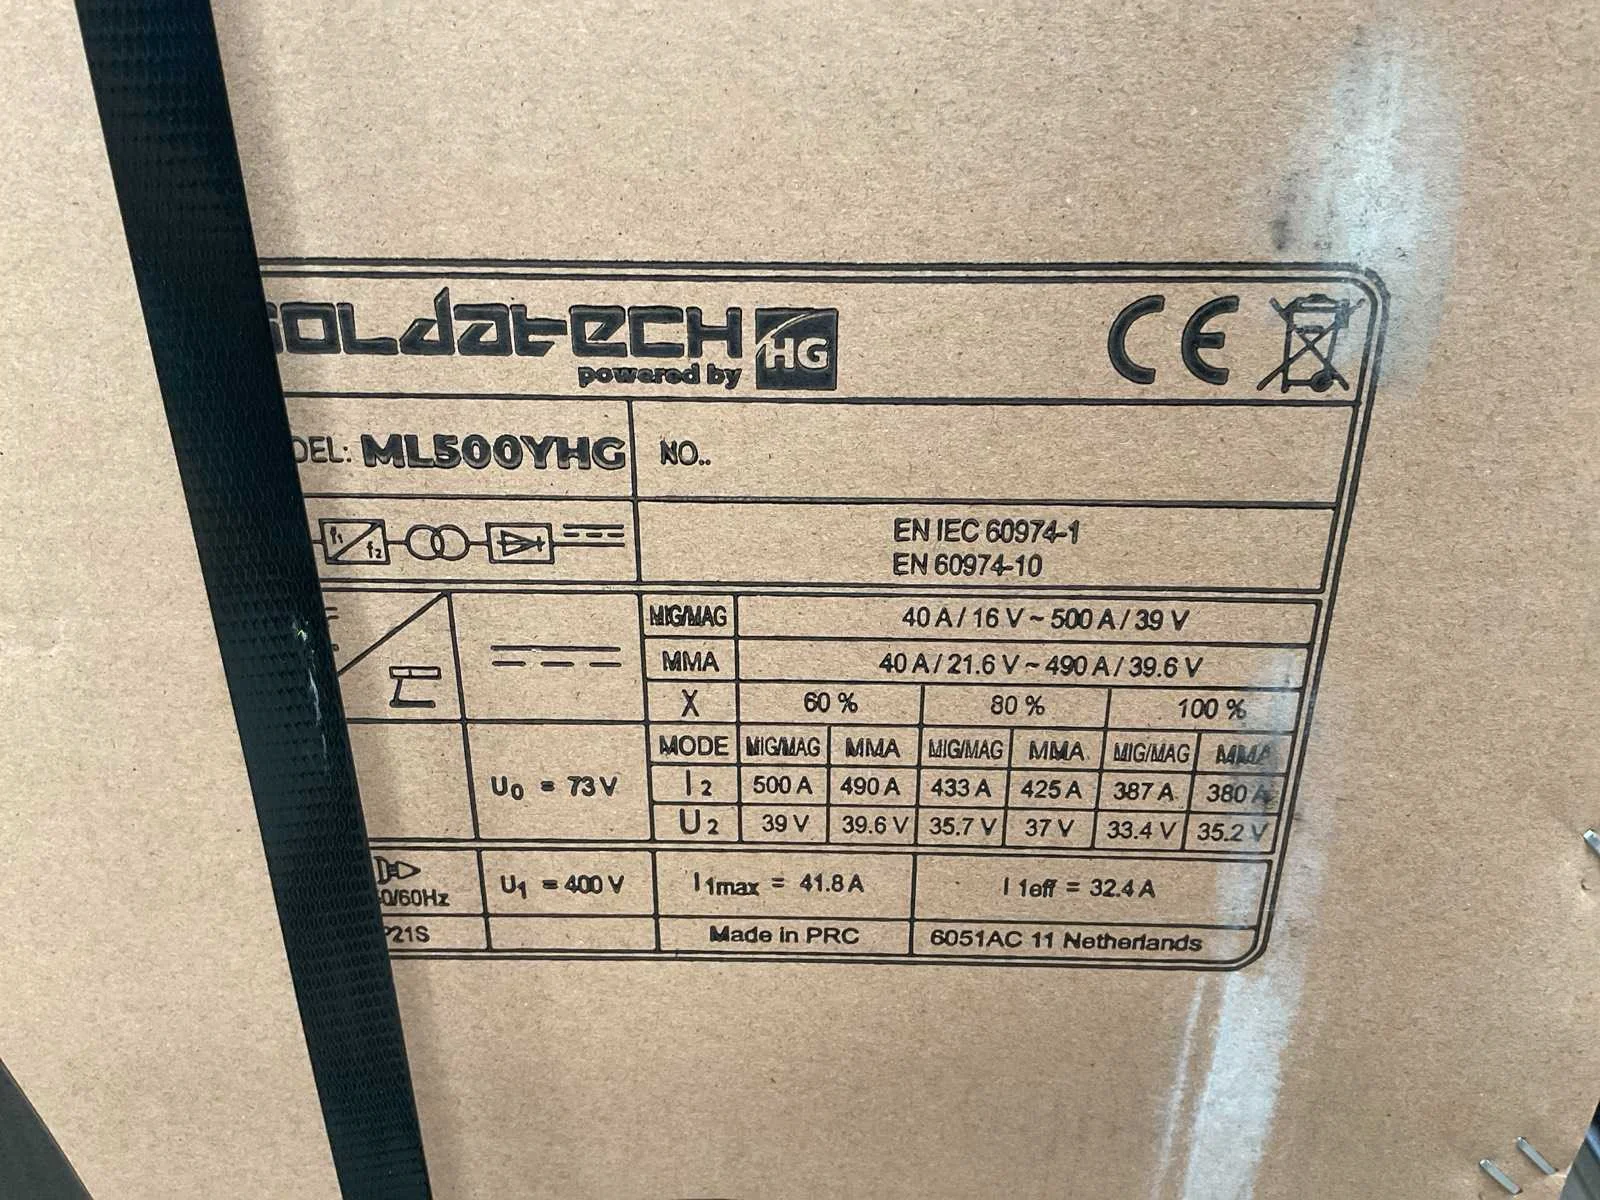 SOLDATECH HG
powered by
CE
DEL: ML500YHG NO..
f1 f2
EN IEC 60974-1
EN 60974-10
MIG/MAG 40 A / 16 V ~ 500 A / 39 V
MMA 40 A / 21.6 V ~ 490 A / 39.6 V
X 60 % 80 % 100 %
MODE MIG/MAG MMA MIG/MAG MMA MIG/MAG MMA
U0 = 73 V
I2 500 A 490 A 433 A 425 A 387 A 380 A
U2 39 V 39.6 V 35.7 V 37 V 33.4 V 35.2 V
0/60Hz U1 = 400 V I1max = 41.8 A I1eff = 32.4 A
P21S Made in PRC 6051AC 11 Netherlands